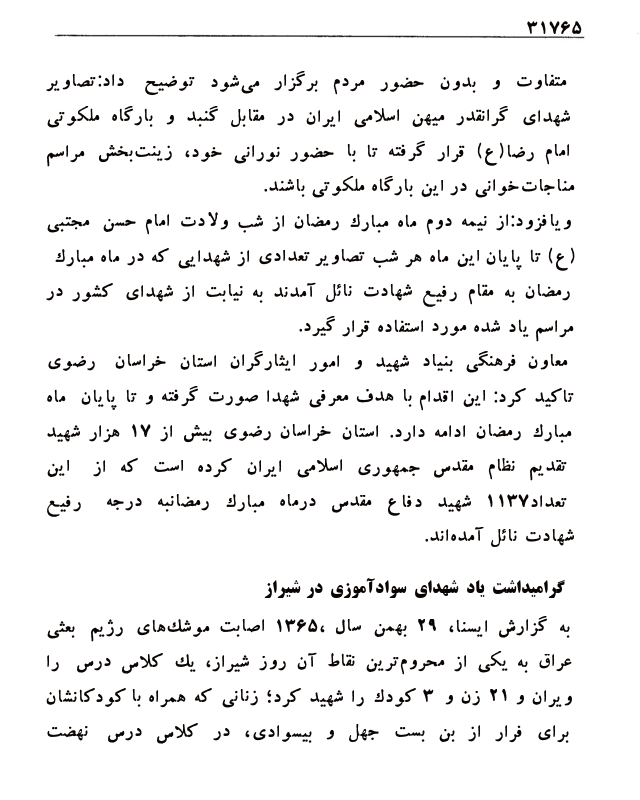 ۳۱۷۶۵
متفاوت و بدون حضور مردم برگزار می‌شود توضیح داد:تصاویر
شهدای گرانقدر میهن اسلامی ایران در مقابل گنبد و بارگاه ملکوتی
امام رضا(ع) قرار گرفته تا با حضور نورانی خود، زینت‌بخش مراسم
مناجات‌خوانی در این بارگاه ملکوتی باشند.
ویافزود:از نیمه دوم ماه مبارك رمضان از شب ولادت امام حسن مجتبی
(ع) تا پایان این ماه هر شب تصاویر تعدادی از شهدایی که در ماه مبارك
رمضان به مقام رفیع شهادت نائل آمدند به نیابت از شهدای کشور در
مراسم یاد شده مورد استفاده قرار گیرد.
معاون فرهنگی بنیاد شهید و امور ایثارگران استان خراسان رضوی
تاکید کرد: این اقدام با هدف معرفی شهدا صورت گرفته و تا پایان ماه
مبارك رمضان ادامه دارد. استان خراسان رضوی بیش از ۱۷ هزار شهید
تقدیم نظام مقدس جمهوری اسلامی ایران کرده است که از این
تعداد۱۱۳۷ شهید دفاع مقدس درماه مبارك رمضانبه درجه رفیع
شهادت نائل آمده‌اند.
گرامیداشت یاد شهدای سوادآموزی در شیراز
به گزارش ایسنا، ۲۹ بهمن سال ،۱۳۶۵ اصابت موشك‌های رژیم بعثی
عراق به یکی از محروم‌ترین نقاط آن روز شیراز، یك کلاس درس را
ویران و ۲۱ زن و ۳ کودك را شهید کرد؛ زنانی که همراه با کودکانشان
برای فرار از بن بست جهل و بیسوادی، در کلاس درس نهضت